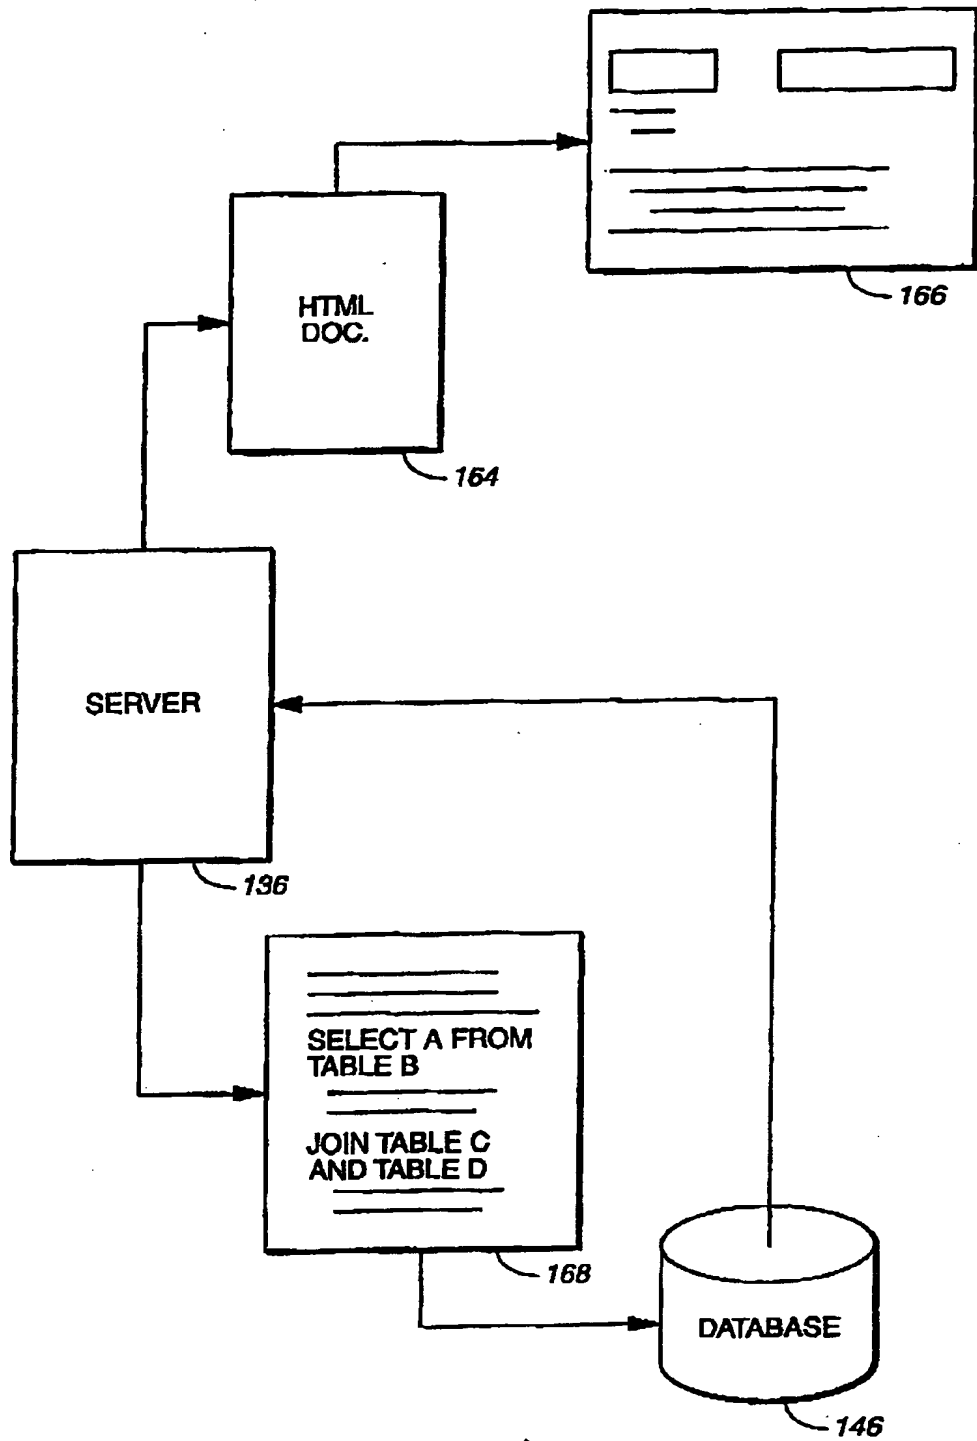 166
HTML
DOC.
164
SERVER
136
SELECT A FROM
TABLE B
JOIN TABLE C
AND TABLE D
168
DATABASE
146